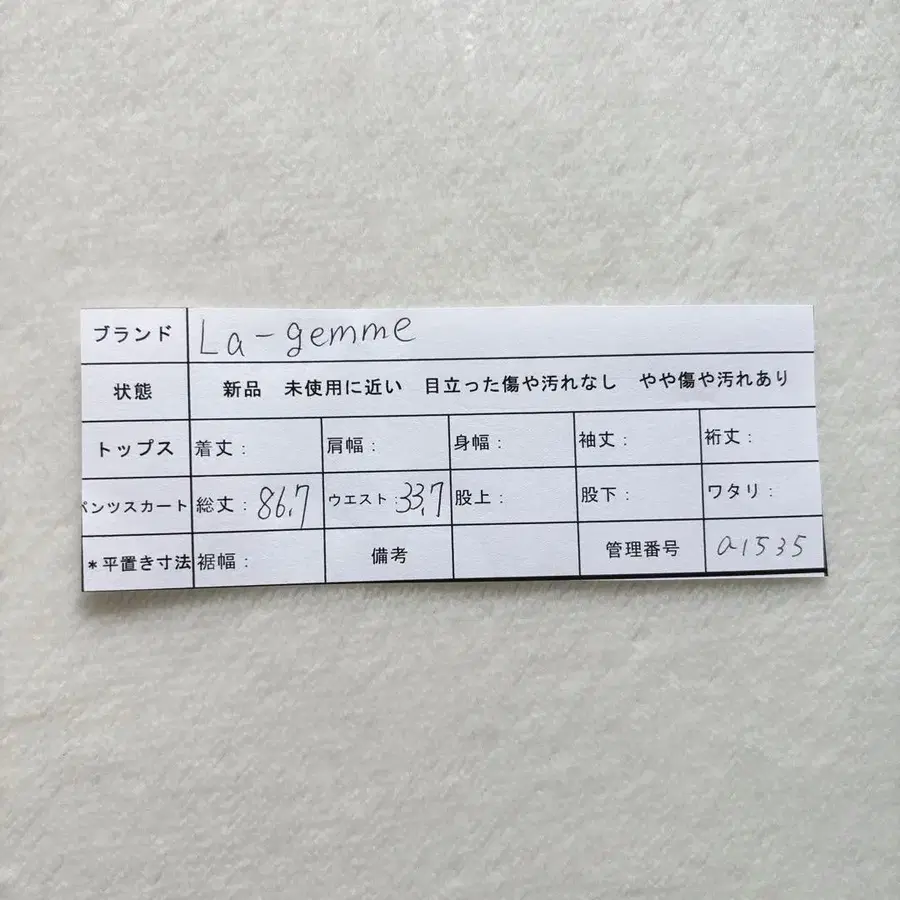 ブランド La-gemme
状態 新品 未使用に近い 目立った傷や汚れなし やや傷や汚れあり
トップス 着丈: 肩幅: 身幅: 袖丈: 裄丈:
パンツスカート 総丈:86.7 ウエスト:33.7 股上: 股下: ワタリ:
*平置き寸法 裾幅: 備考 管理番号 a1535